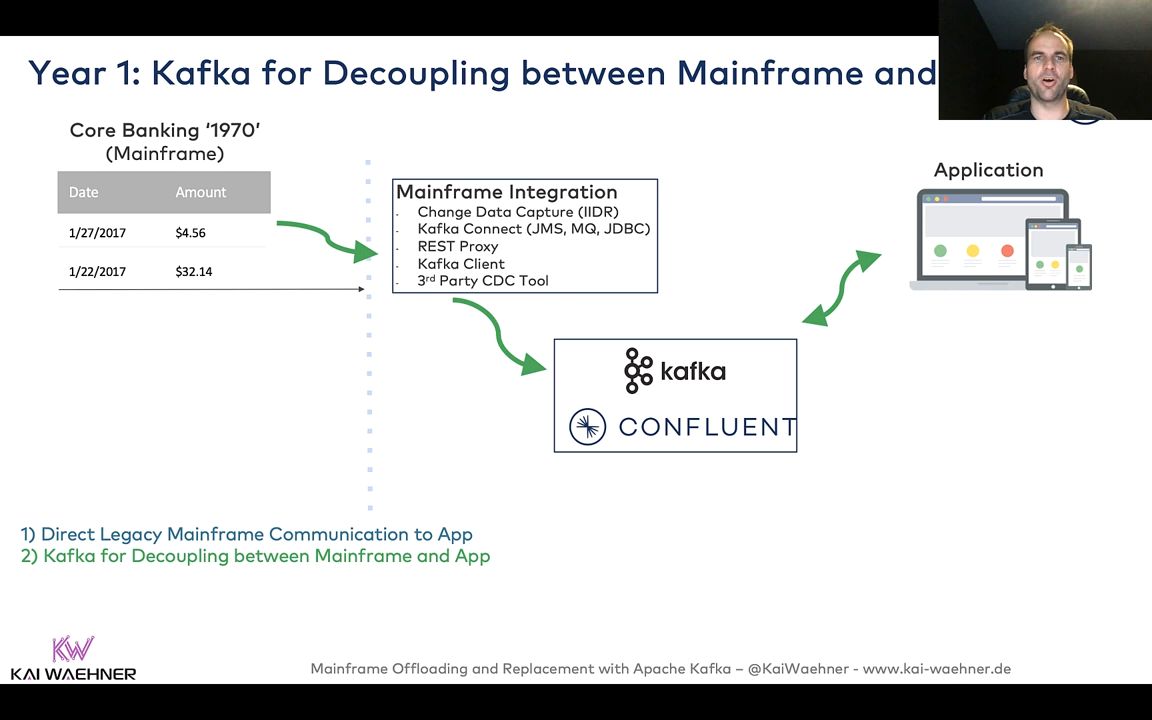 Year 1: Kafka for Decoupling between Mainframe and
Core Banking '1970'
(Mainframe)
Date Amount
1/27/2017 $4.56
1/22/2017 $32.14
Mainframe Integration
- Change Data Capture (IIDR)
- Kafka Connect (JMS, MQ, JDBC)
- REST Proxy
- Kafka Client
- 3rd Party CDC Tool
Application
kafka
CONFLUENT
1) Direct Legacy Mainframe Communication to App
2) Kafka for Decoupling between Mainframe and App
KW
KAI WAEHNER
Mainframe Offloading and Replacement with Apache Kafka – @KaiWaehner - www.kai-waehner.de